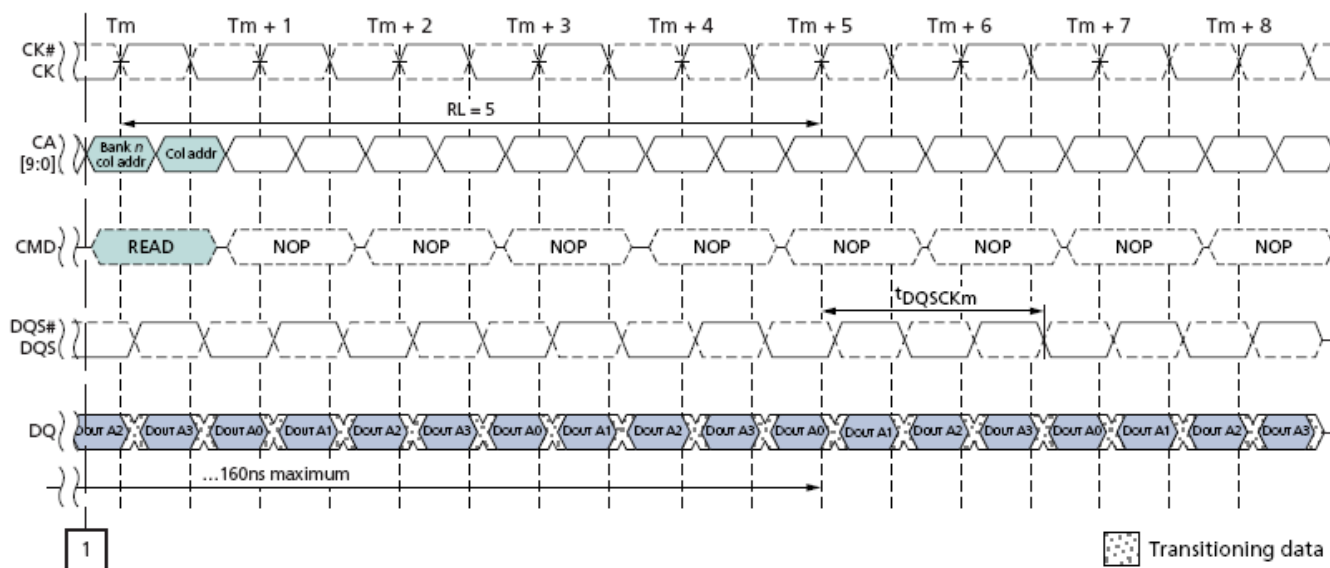 Tm Tm + 1 Tm + 2 Tm + 3 Tm + 4 Tm + 5 Tm + 6 Tm + 7 Tm + 8
CK#
CK
RL = 5
CA
[9:0]
Bank n
col addr
Col addr
CMD READ NOP NOP NOP NOP NOP NOP NOP NOP
tDQSCKm
DQS#
DQS
DQ DOUT A2 DOUT A3 DOUT A0 DOUT A1 DOUT A2 DOUT A3 DOUT A0 DOUT A1 DOUT A2 DOUT A3 DOUT A0 DOUT A1 DOUT A2 DOUT A3 DOUT A0 DOUT A1 DOUT A2 DOUT A3
...160ns maximum
1
Transitioning data